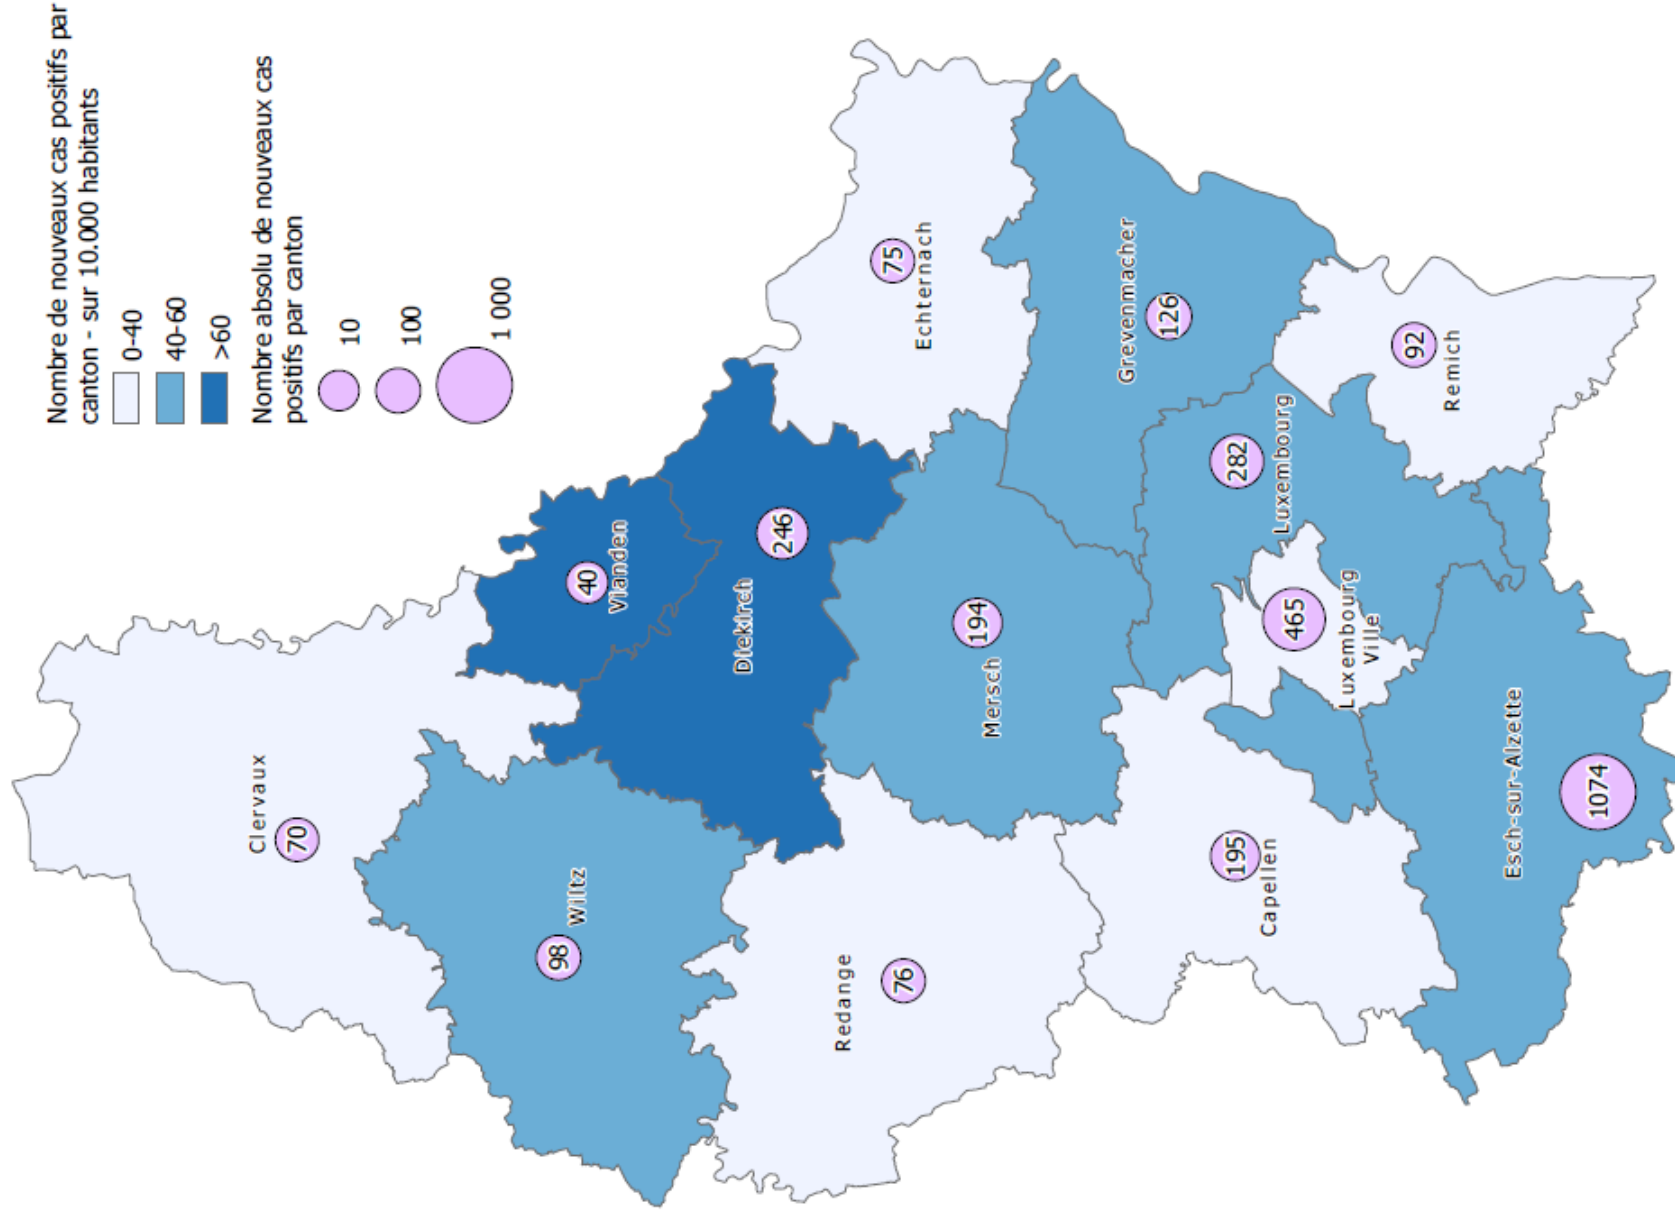 Nombre de nouveaux cas positifs par
canton - sur 10.000 habitants
0-40
40-60
>60
Nombre absolu de nouveaux cas
positifs par canton
10
100
1 000
Clervaux
70
98
Wiltz
40
Vianden
Diekirch
246
Redange
76
75
Echternach
194
Mersch
Grevenmacher
126
195
Capellen
282
Luxembourg
465
Luxembourg
Ville
92
Remich
Esch-sur-Alzette
1074